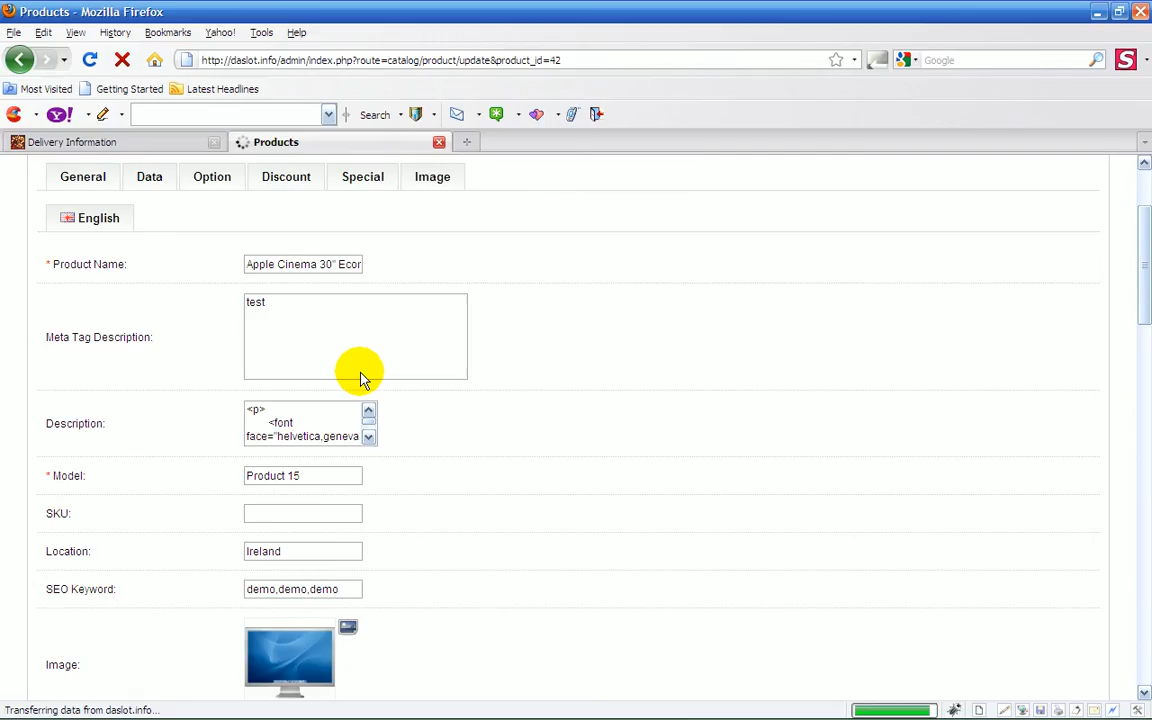 Products - Mozilla Firefox
File Edit View History Bookmarks Yahoo! Tools Help
http://daslot.info/admin/index.php?route=catalog/product/update&product_id=42
Google
S
Most Visited Getting Started Latest Headlines
Y! Search
Delivery Information Products
General Data Option Discount Special Image
English
* Product Name: Apple Cinema 30" Econ
Meta Tag Description: test
Description: <p>
<font
face="helvetica,geneva
* Model: Product 15
SKU:
Location: Ireland
SEO Keyword: demo,demo,demo
Image:
Transferring data from daslot.info...